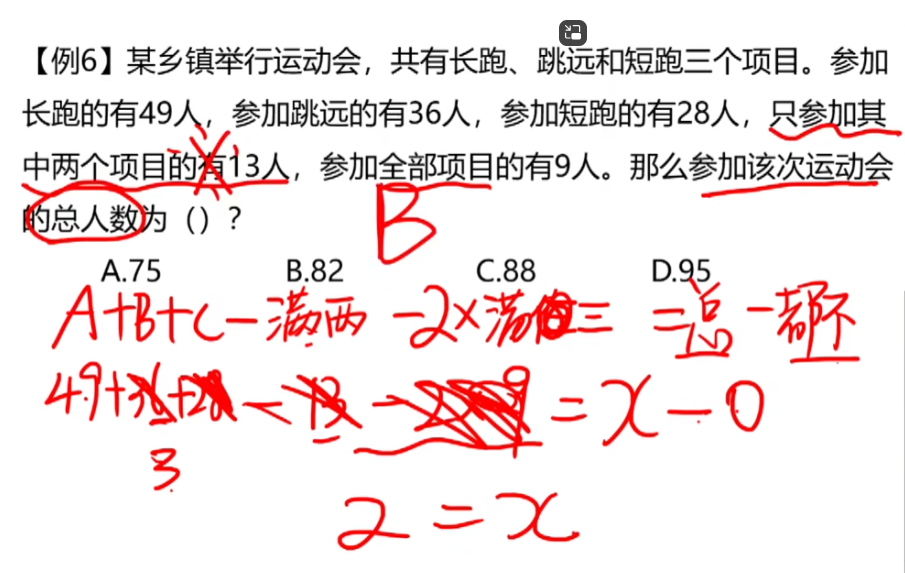 【例6】某乡镇举行运动会，共有长跑、跳远和短跑三个项目。参加
长跑的有49人，参加跳远的有36人，参加短跑的有28人，只参加其
中两个项目的有13人，参加全部项目的有9人。那么参加该次运动会
的总人数为（）？
B
A.75 B.82 C.88 D.95
A+B+C-满两 -2×满三 =总-都不
49+36+28-13-2×9=x-0
3
2=x